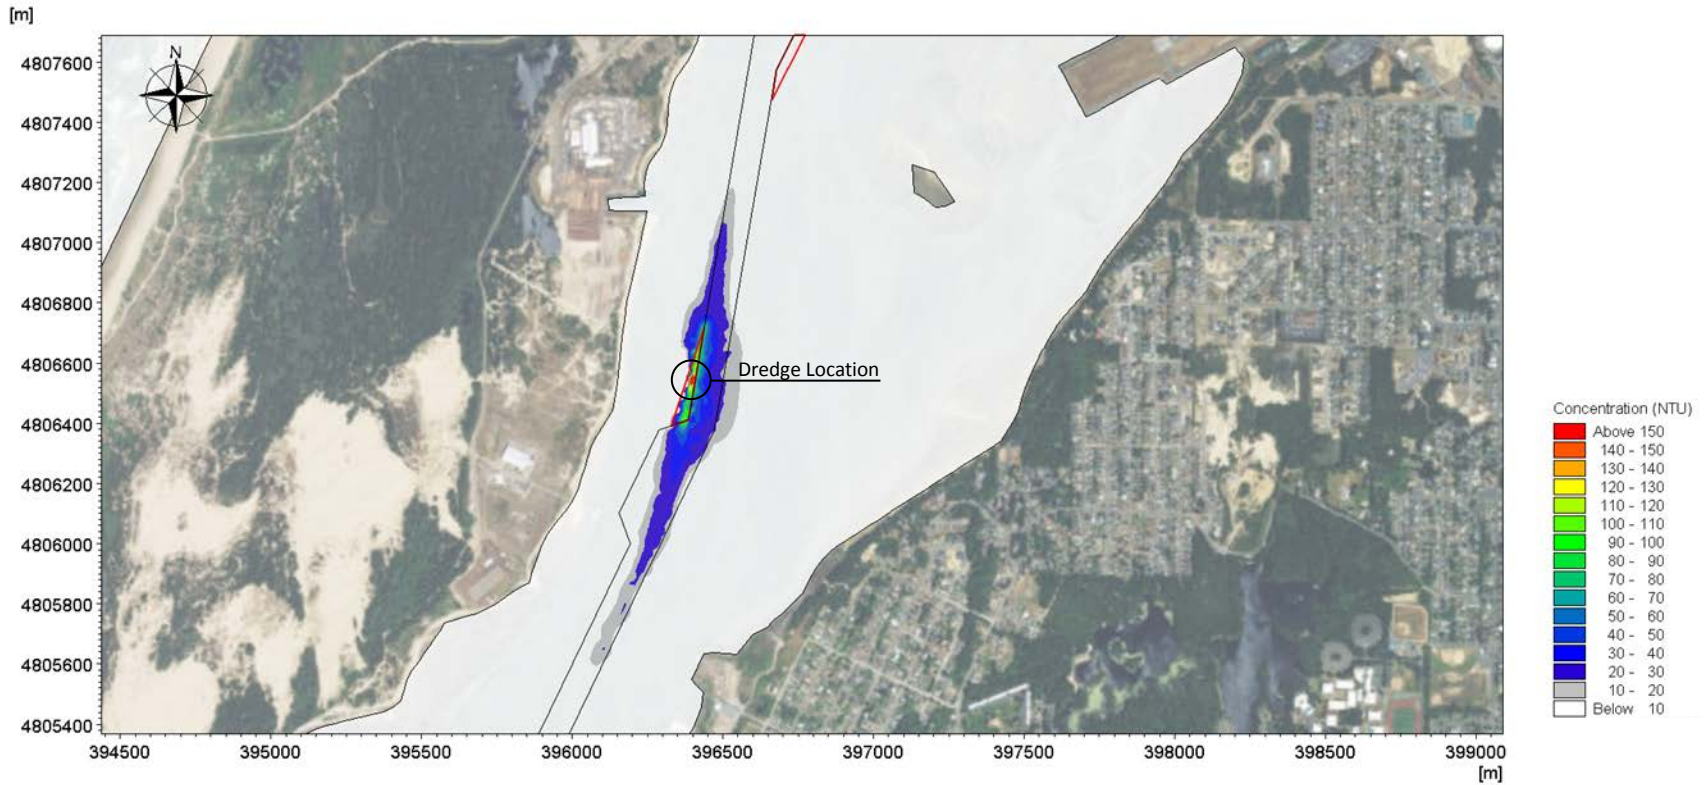 [m]
N
4807600
4807400
4807200
4807000
4806800
4806600
4806400
4806200
4806000
4805800
4805600
4805400
Dredge Location
394500 395000 395500 396000 396500 397000 397500 398000 398500 399000
[m]
Concentration (NTU)
Above 150
140 - 150
130 - 140
120 - 130
110 - 120
100 - 110
90 - 100
80 - 90
70 - 80
60 - 70
50 - 60
40 - 50
30 - 40
20 - 30
10 - 20
Below 10